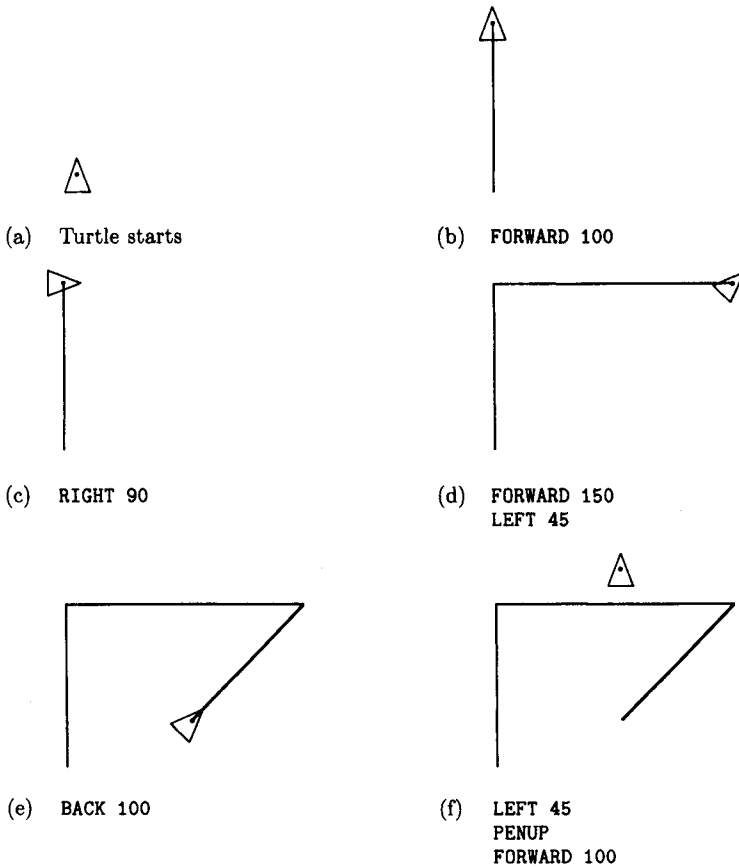 (a) Turtle starts
(b) FORWARD 100
(c) RIGHT 90
(d) FORWARD 150
LEFT 45
(e) BACK 100
(f) LEFT 45
PENUP
FORWARD 100